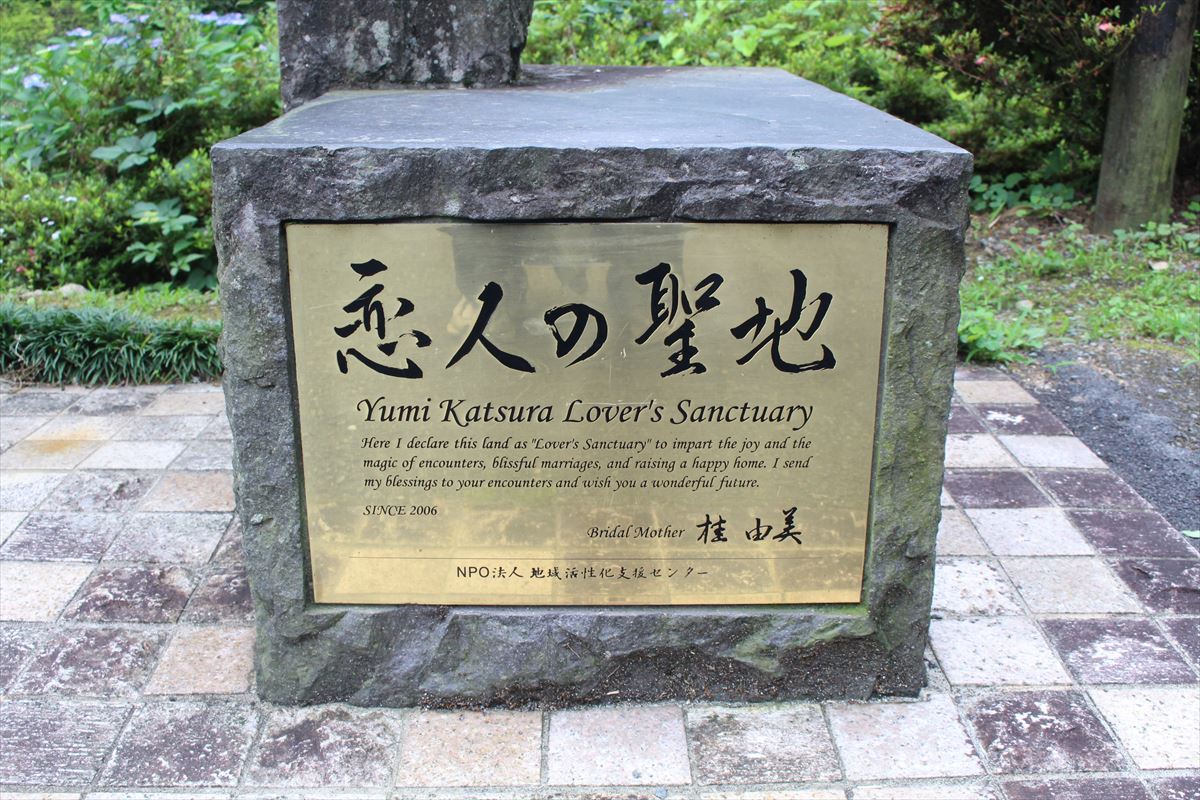 恋人の聖地
Yumi Katsura Lover's Sanctuary
Here I declare this land as "Lover's Sanctuary" to impart the joy and the
magic of encounters, blissful marriages, and raising a happy home. I send
my blessings to your encounters and wish you a wonderful future.
SINCE 2006
Bridal Mother 桂 由美
NPO法人 地域活性化支援センター